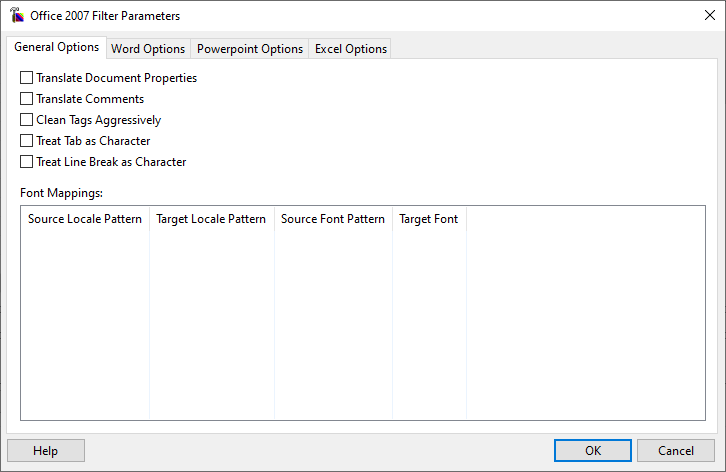 Office 2007 Filter Parameters
General Options Word Options Powerpoint Options Excel Options
Translate Document Properties
Translate Comments
Clean Tags Aggressively
Treat Tab as Character
Treat Line Break as Character
Font Mappings:
Source Locale Pattern Target Locale Pattern Source Font Pattern Target Font
Help OK Cancel